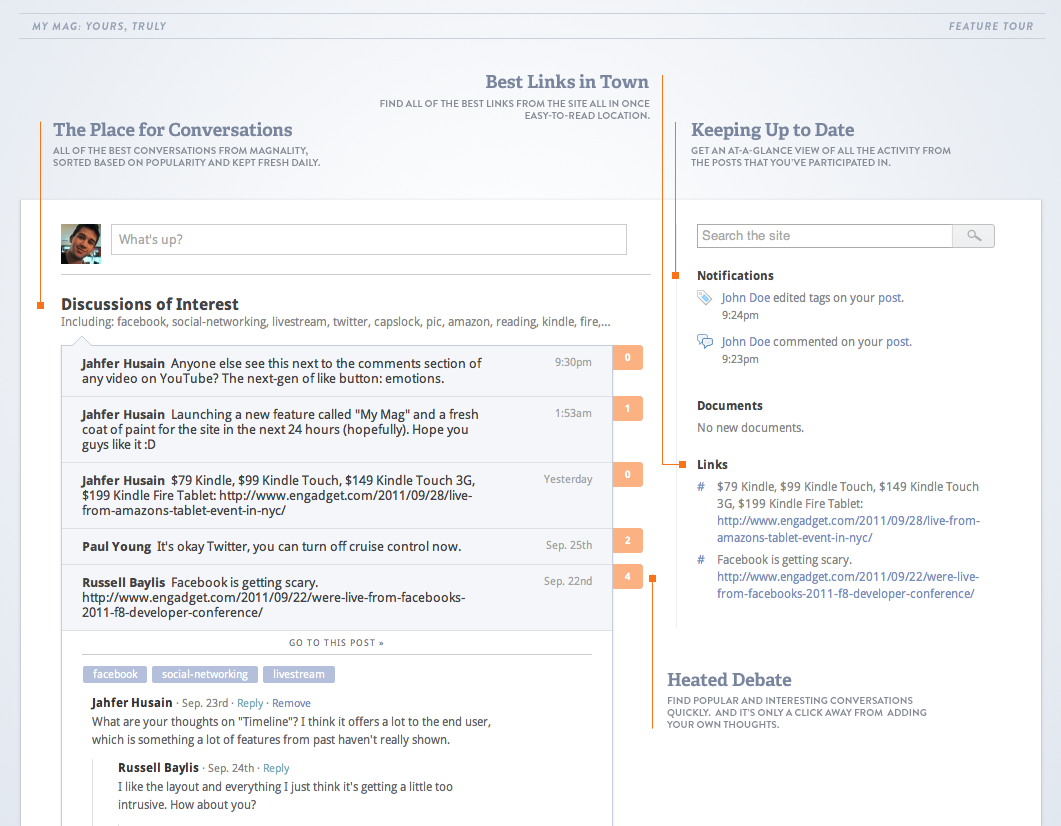 MY MAG: YOURS, TRULY
FEATURE TOUR
Best Links in Town
FIND ALL OF THE BEST LINKS FROM THE SITE ALL IN ONCE
EASY-TO-READ LOCATION.
The Place for Conversations
ALL OF THE BEST CONVERSATIONS FROM MAGNALITY,
SORTED BASED ON POPULARITY AND KEPT FRESH DAILY.
Keeping Up to Date
GET AN AT-A-GLANCE VIEW OF ALL THE ACTIVITY FROM
THE POSTS THAT YOU'VE PARTICIPATED IN.
What's up?
Discussions of Interest
Including: facebook, social-networking, livestream, twitter, capslock, pic, amazon, reading, kindle, fire,...
Jahfer Husain Anyone else see this next to the comments section of
any video on YouTube? The next-gen of like button: emotions.
9:30pm
0
Jahfer Husain Launching a new feature called "My Mag" and a fresh
coat of paint for the site in the next 24 hours (hopefully). Hope you
guys like it :D
1:53am
1
Jahfer Husain $79 Kindle, $99 Kindle Touch, $149 Kindle Touch 3G,
$199 Kindle Fire Tablet: http://www.engadget.com/2011/09/28/live-
from-amazons-tablet-event-in-nyc/
Yesterday
0
Paul Young It's okay Twitter, you can turn off cruise control now.
Sep. 25th
2
Russell Baylis Facebook is getting scary.
http://www.engadget.com/2011/09/22/were-live-from-facebooks-
2011-f8-developer-conference/
Sep. 22nd
4
GO TO THIS POST »
facebook
social-networking
livestream
Jahfer Husain · Sep. 23rd · Reply · Remove
What are your thoughts on "Timeline"? I think it offers a lot to the end user,
which is something a lot of features from past haven't really shown.
Russell Baylis · Sep. 24th · Reply
I like the layout and everything I just think it's getting a little too
intrusive. How about you?
Search the site
Notifications
John Doe edited tags on your post.
9:24pm
John Doe commented on your post.
9:23pm
Documents
No new documents.
Links
# $79 Kindle, $99 Kindle Touch, $149 Kindle Touch
3G, $199 Kindle Fire Tablet:
http://www.engadget.com/2011/09/28/live-from-
amazons-tablet-event-in-nyc/
# Facebook is getting scary.
http://www.engadget.com/2011/09/22/were-live-
from-facebooks-2011-f8-developer-conference/
Heated Debate
FIND POPULAR AND INTERESTING CONVERSATIONS
QUICKLY. AND IT'S ONLY A CLICK AWAY FROM ADDING
YOUR OWN THOUGHTS.